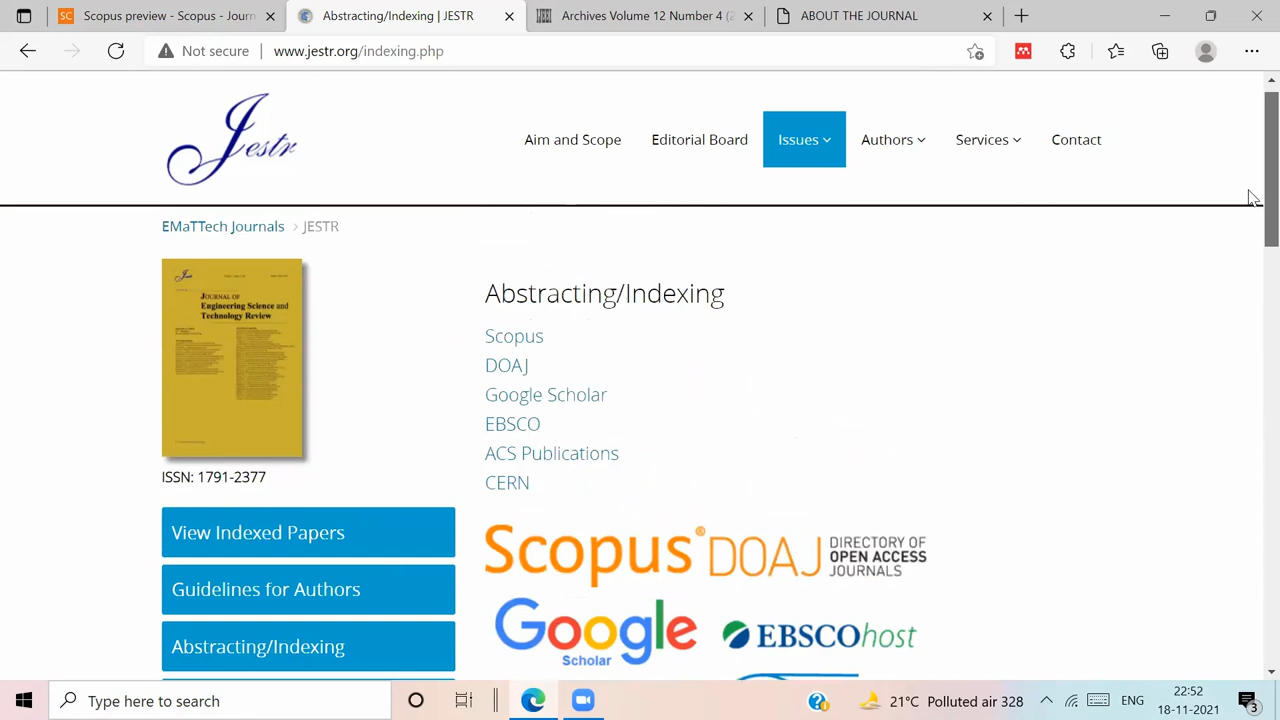 Scopus preview - Scopus
Abstracting/indexing | JESTR
Archives Volume 12 Number 4 (2
ABOUT THE JOURNAL
Not secure | www.jestr.org/indexing.php
Jestr
Aim and Scope
Editorial Board
Issues
Authors
Services
Contact
EMaTTech Journals > JESTR
JOURNAL OF
Engineering Science and
Technology Review
ISSN: 1791-2377
View Indexed Papers
Guidelines for Authors
Abstracting/Indexing
Abstracting/Indexing
Scopus
DOAJ
Google Scholar
EBSCO
ACS Publications
CERN
Scopus®
DOAJ DIRECTORY OF
OPEN ACCESS
JOURNALS
Google
Scholar
EBSCOhost
Type here to search
21°C Polluted air 328
ENG
22:52
18-11-2021
3